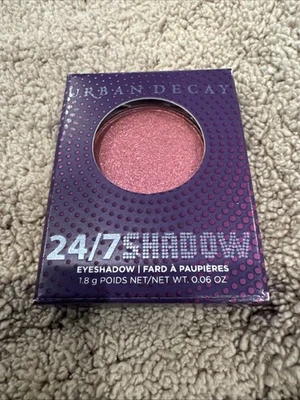 URBAN DECAY
24/7 SHADOW
EYESHADOW | FARD À PAUPIÈRES
1.8 g POIDS NET/NET WT. 0.06 OZ